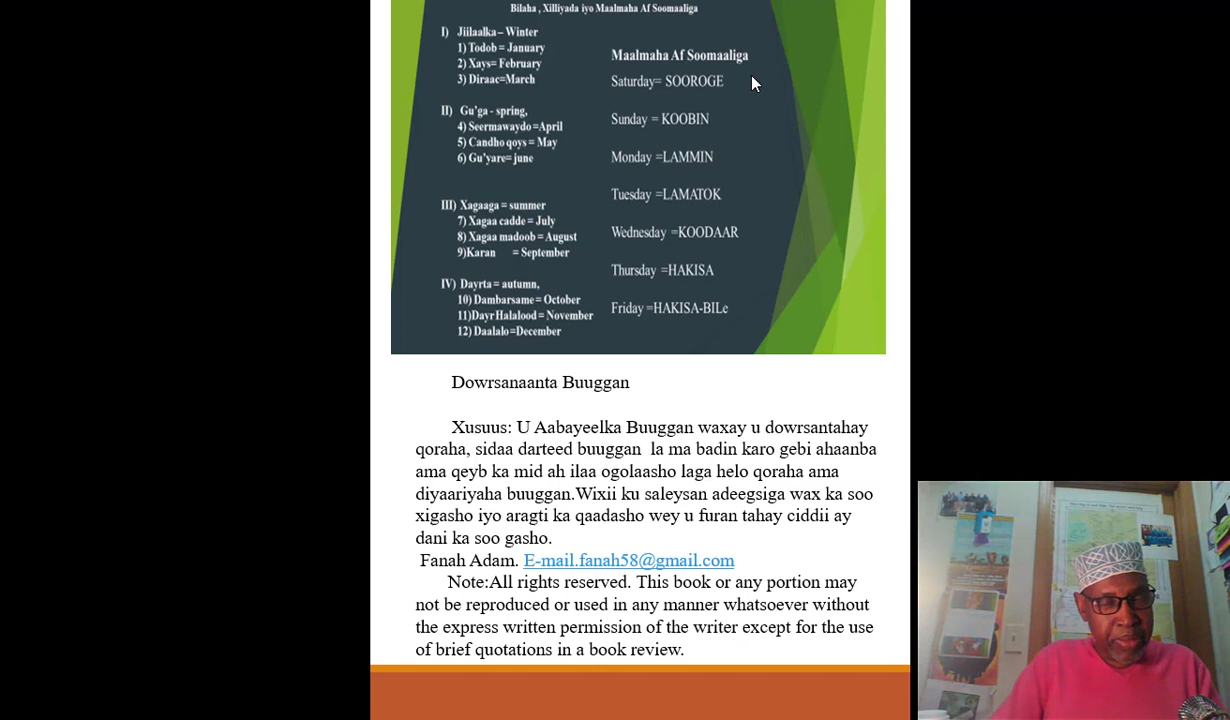 Bilaha , Xilliyada iyo Maalmaha Af Soomaaliga
I) Jiilaalka – Winter
1) Todob = January
2) Xays= February
3) Diraac=March
II) Gu'ga - spring,
4) Seermawaydo =April
5) Candho qoys = May
6) Gu'yare= june
III) Xagaaga = summer
7) Xagaa cadde = July
8) Xagaa madoob = August
9)Karan = September
IV) Dayrta = autumn,
10) Dambarsame = October
11)Dayr Halalood = November
12) Daalalo=December
Maalmaha Af Soomaaliga
Saturday= SOOROGE
Sunday = KOOBIN
Monday =LAMMIN
Tuesday =LAMATOK
Wednesday =KOODAAR
Thursday =HAKISA
Friday =HAKISA-BILe
Dowrsanaanta Buuggan
Xusuus: U Aabayeelka Buuggan waxay u dowrsantahay
qoraha, sidaa darteed buuggan la ma badin karo gebi ahaanba
ama qeyb ka mid ah ilaa ogolaasho laga helo qoraha ama
diyaariyaha buuggan.Wixii ku saleysan adeegsiga wax ka soo
xigasho iyo aragti ka qaadasho wey u furan tahay ciddii ay
dani ka soo gasho.
Fanah Adam. E-mail.fanah58@gmail.com
Note:All rights reserved. This book or any portion may
not be reproduced or used in any manner whatsoever without
the express written permission of the writer except for the use
of brief quotations in a book review.